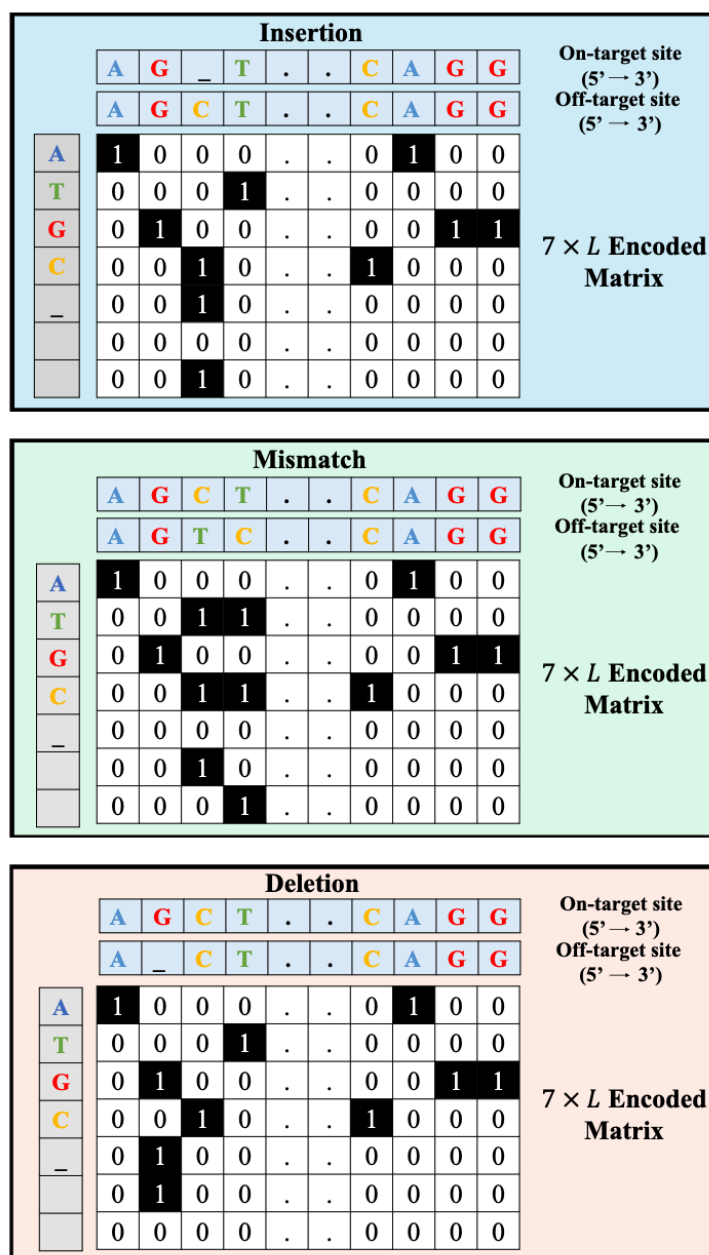 Insertion
A G _ T . . C A G G
On-target site
(5' → 3')
A G C T . . C A G G
Off-target site
(5' → 3')
A 1 0 0 0 . . 0 1 0 0
T 0 0 0 1 . . 0 0 0 0
G 0 1 0 0 . . 0 0 1 1
C 0 0 1 0 . . 1 0 0 0
_ 0 0 1 0 . . 0 0 0 0
0 0 0 0 . . 0 0 0 0
0 0 1 0 . . 0 0 0 0
7 × L Encoded
Matrix
Mismatch
A G C T . . C A G G
On-target site
(5' → 3')
A G T C . . C A G G
Off-target site
(5' → 3')
A 1 0 0 0 . . 0 1 0 0
T 0 0 1 1 . . 0 0 0 0
G 0 1 0 0 . . 0 0 1 1
C 0 0 1 1 . . 1 0 0 0
_ 0 0 0 0 . . 0 0 0 0
0 0 1 0 . . 0 0 0 0
0 0 0 1 . . 0 0 0 0
7 × L Encoded
Matrix
Deletion
A G C T . . C A G G
On-target site
(5' → 3')
A _ C T . . C A G G
Off-target site
(5' → 3')
A 1 0 0 0 . . 0 1 0 0
T 0 0 0 1 . . 0 0 0 0
G 0 1 0 0 . . 0 0 1 1
C 0 0 1 0 . . 1 0 0 0
_ 0 1 0 0 . . 0 0 0 0
0 1 0 0 . . 0 0 0 0
0 0 0 0 . . 0 0 0 0
7 × L Encoded
Matrix